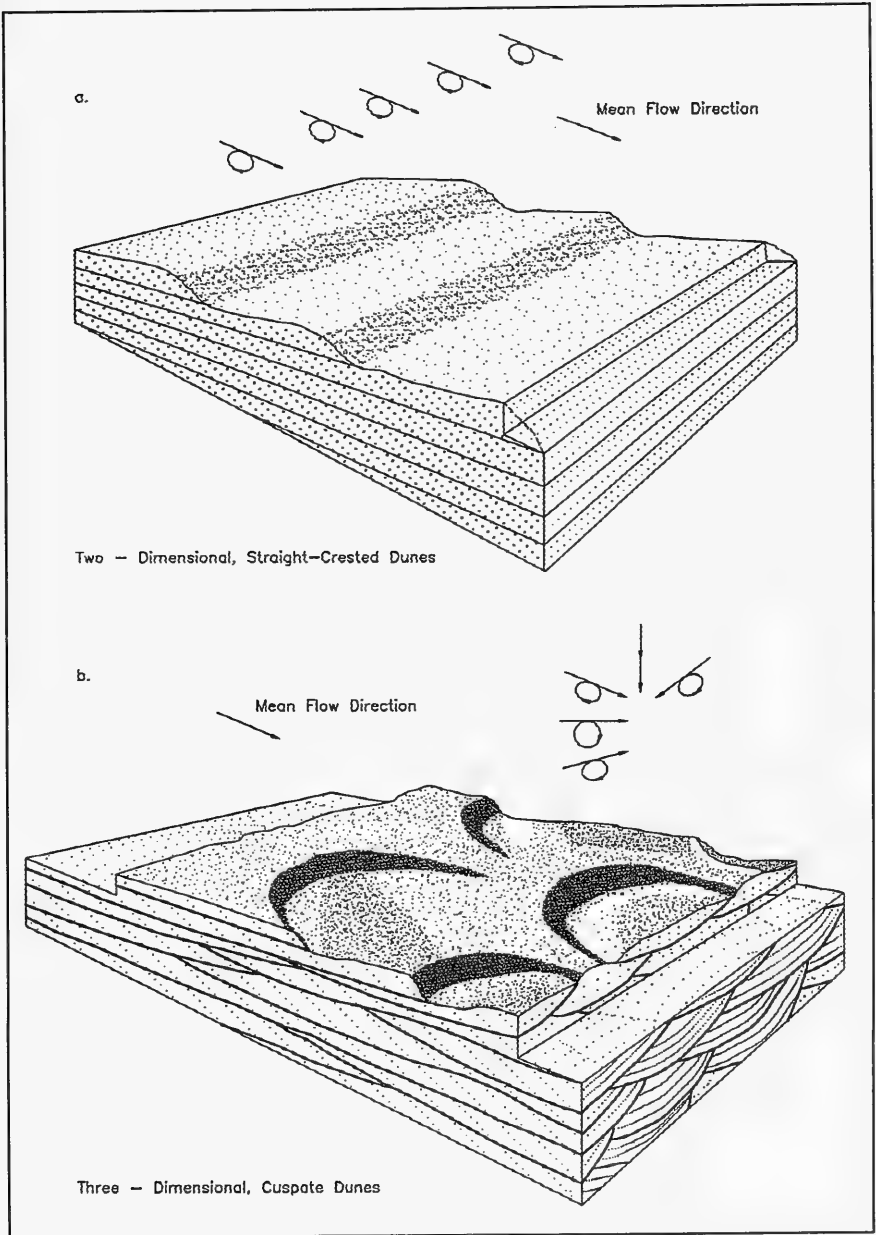 a.
Mean Flow Direction
Two – Dimensional, Straight-Crested Dunes
b.
Mean Flow Direction
Three – Dimensional, Cuspate Dunes